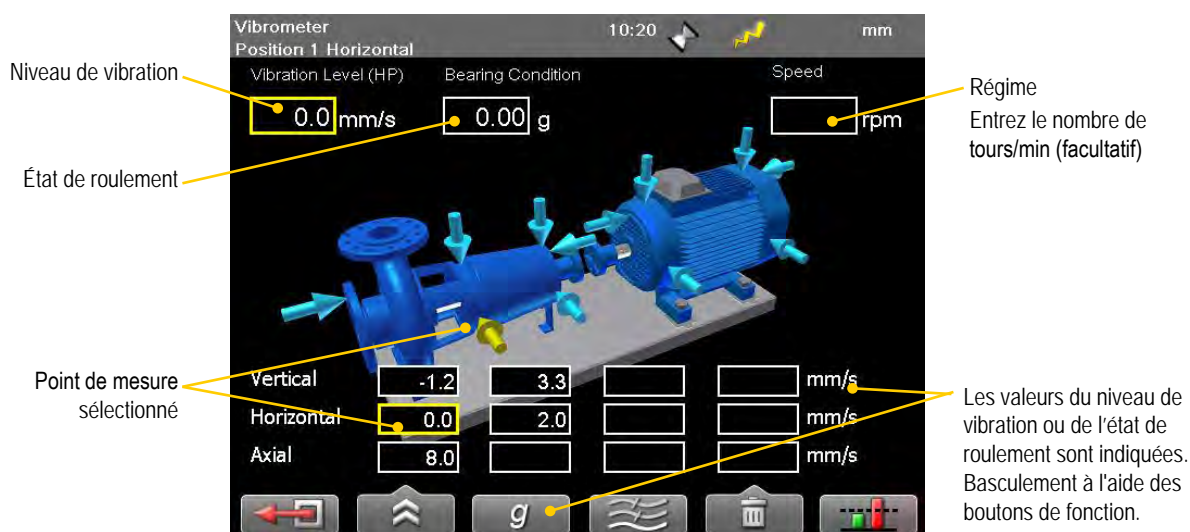 Vibrometer
10:20
mm
Position 1 Horizontal
Niveau de vibration
Vibration Level (HP)
Bearing Condition
Speed
0.0 mm/s
0.00 g
rpm
Régime
Entrez le nombre de
tours/min (facultatif)
État de roulement
Point de mesure
sélectionné
Vertical -1.2 3.3 mm/s
Horizontal 0.0 2.0 mm/s
Axial 8.0 mm/s
g
Les valeurs du niveau de
vibration ou de l'état de
roulement sont indiquées.
Basculement à l'aide des
boutons de fonction.